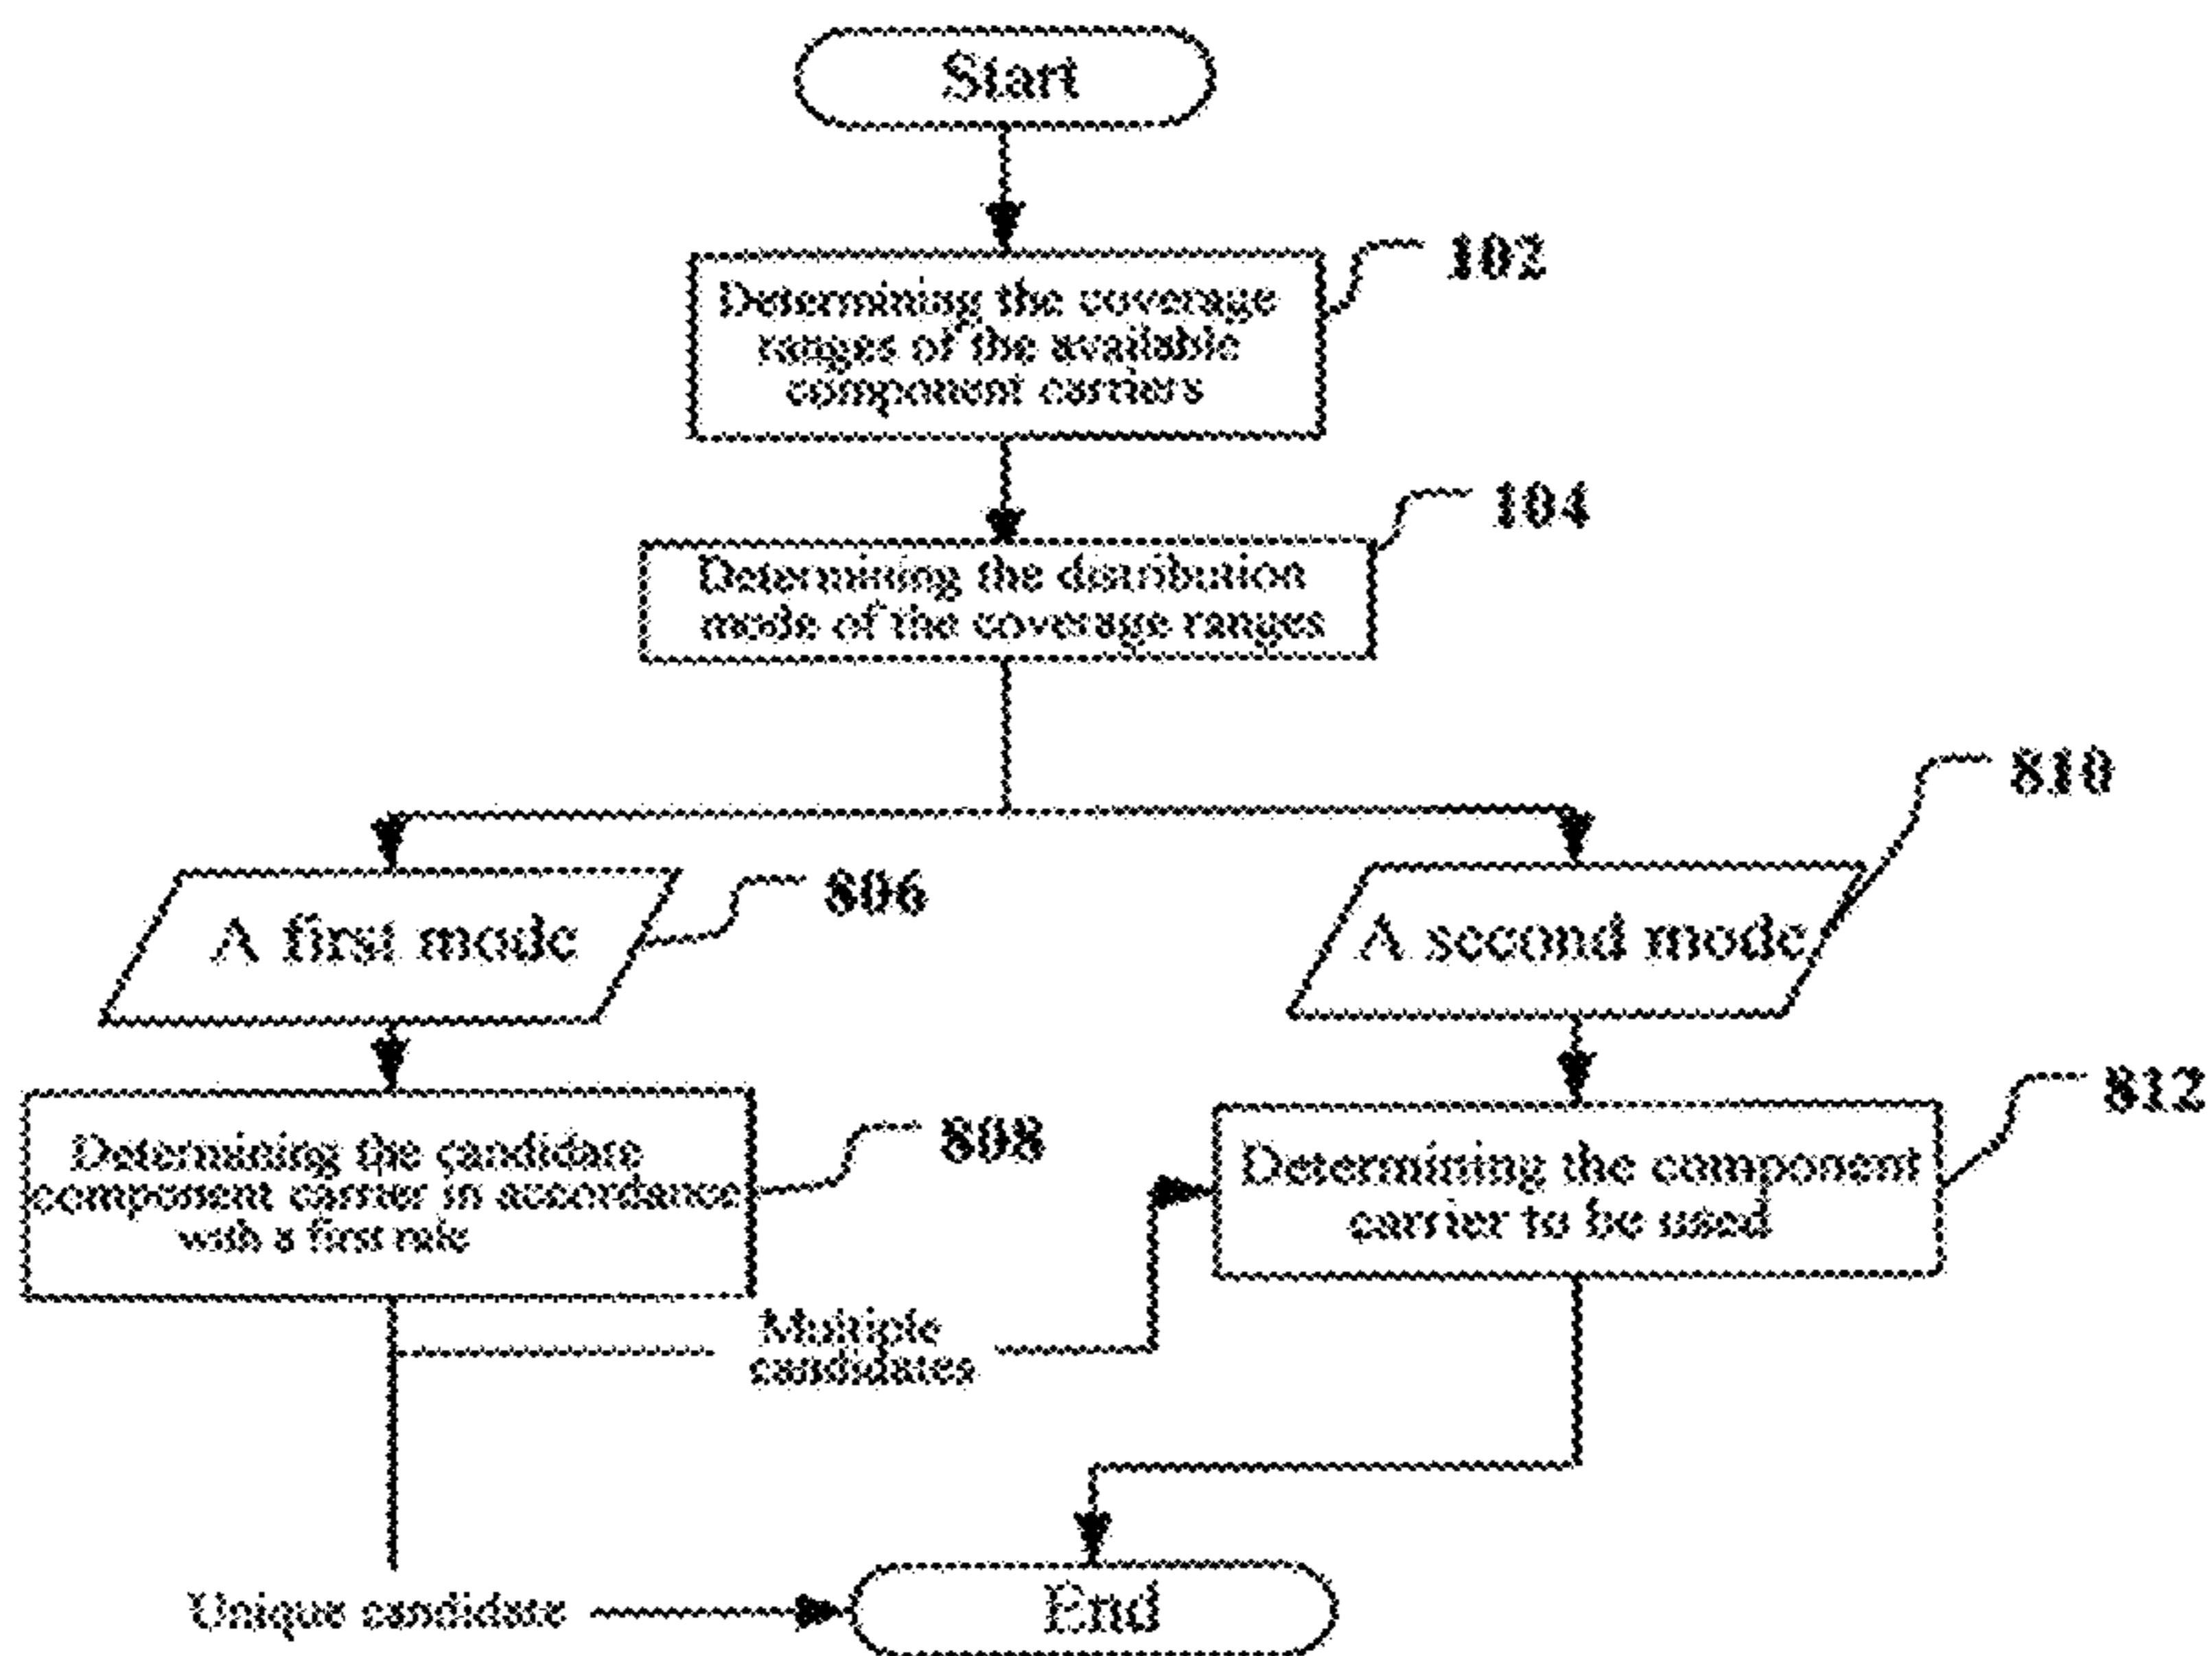 Start
102
Determining the coverage
ranges of the available
component carriers
104
Determining the distribution
mode of the coverage ranges
810
806
A first mode
A second mode
812
808
Determining the candidate
component carrier in accordance
with a first rule
Determining the component
carrier to be used
Multiple
candidates
Unique candidate
End